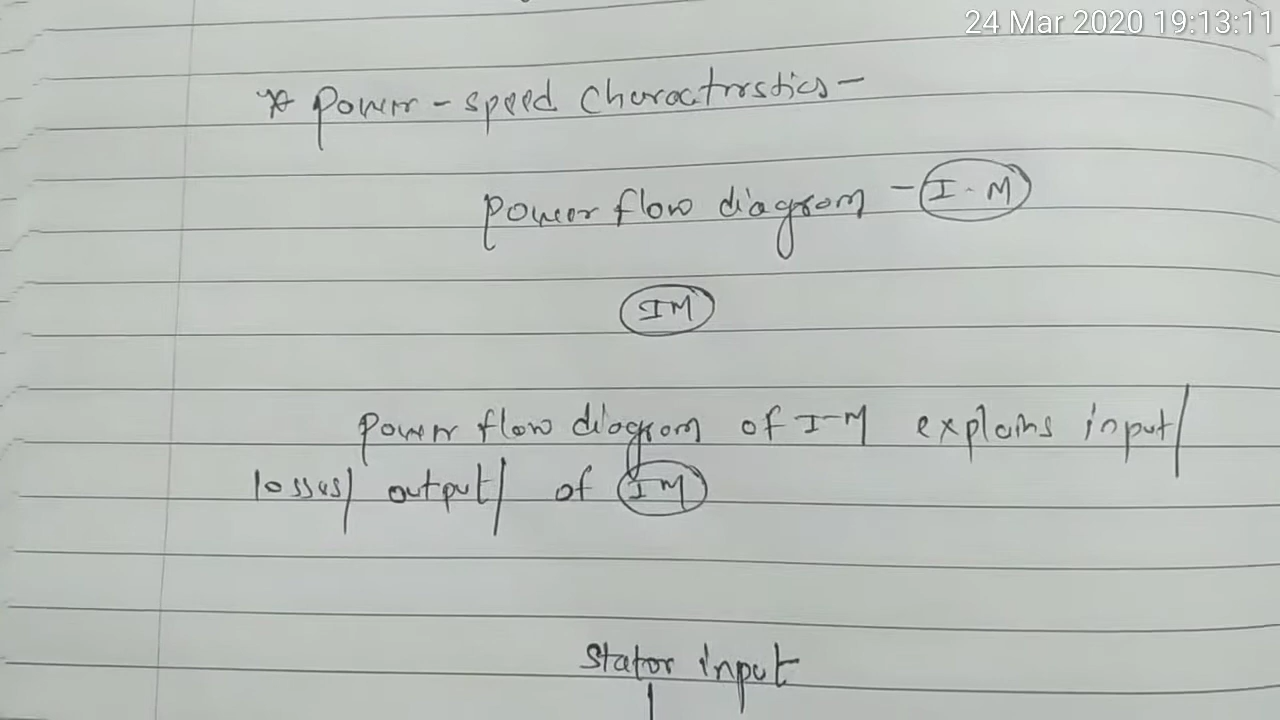 24 Mar 2020 19:13:11
* Power - speed Charactrrstics -
Power flow diagram - I.M
IM
Power flow diagram of I-M explains input/
losses/ output/ of IM
Stator input